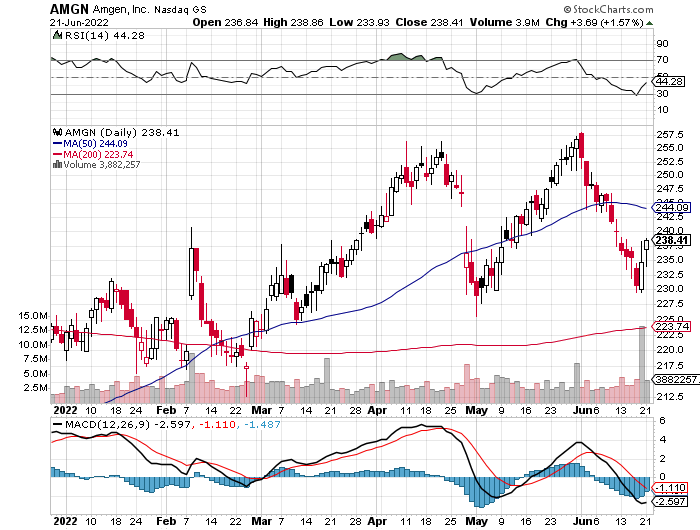 AMGN Amgen, Inc. Nasdaq GS © StockCharts.com
21-Jun-2022 Open 236.84 High 238.86 Low 233.93 Close 238.41 Volume 3.9M Chg +3.69 (+1.57%)
RSI(14) 44.28
90
70
50
44.28
30
10
AMGN (Daily) 238.41
MA(50) 244.09
MA(200) 223.74
Volume 3,882,257
257.5
255.0
252.5
250.0
247.5
244.09
242.5
240.0
238.41
237.5
235.0
232.5
230.0
227.5
225.0
223.74
222.5
220.0
217.5
215.0
212.5
15.0M
12.5M
10.0M
7.5M
5.0M
2.5M
3882257
2022 10 18 24 Feb 7 14 22 Mar 7 14 21 28 Apr 11 18 25 May 9 16 23 Jun 6 13 21
MACD(12,26,9) -2.597, -1.110, -1.487
6
4
2
0
-1.110
-2.597
2022 10 18 24 Feb 7 14 22 Mar 7 14 21 28 Apr 11 18 25 May 9 16 23 Jun 6 13 21